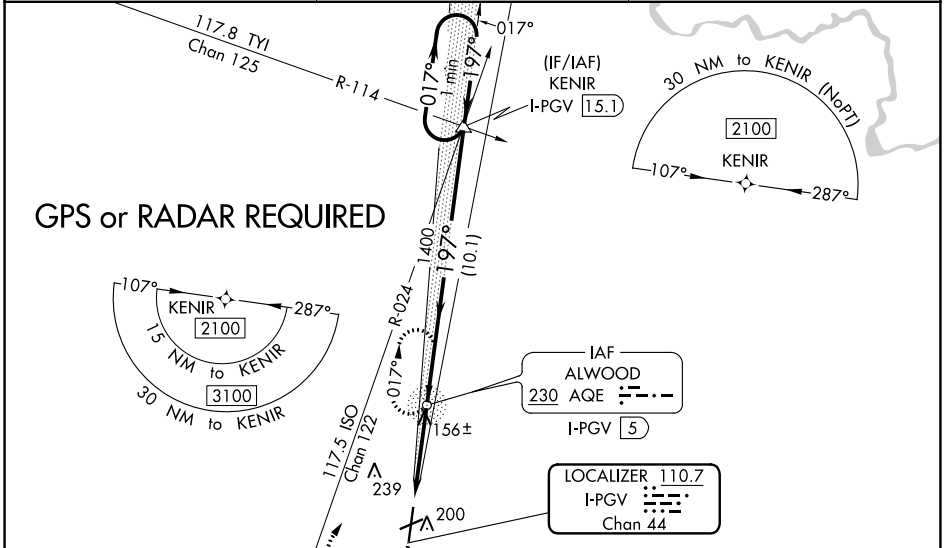 117.8 TYI
Chan 125
R-114
017°
017°
1 min
197°
(IF/IAF)
KENIR
I-PGV 15.1
30 NM to KENIR (NoPT)
2100
KENIR
107°
287°
GPS or RADAR REQUIRED
1400
197°
(10.1)
R-024
117.5 ISO
Chan 122
107°
KENIR
287°
2100
15 NM to KENIR
3100
30 NM to KENIR
017°
IAF
ALWOOD
230 AQE
I-PGV 5
156±
239
200
LOCALIZER 110.7
I-PGV
Chan 44